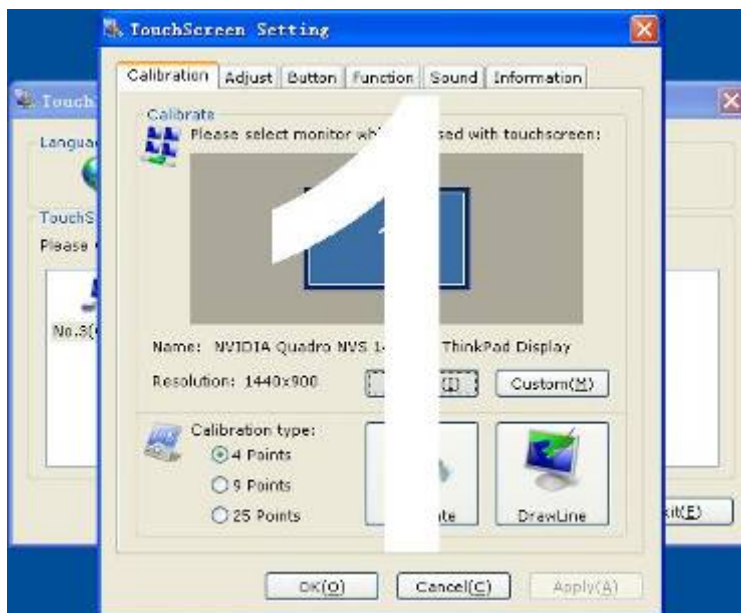 TouchScreen Setting
Calibration Adjust Button Function Sound Information
Touch
Calibrate
Please select monitor sed with touchscreen:
Langua
TouchS
Please
1
No.3(
Name: NVIDIA Quadro NVS 14 ThinkPad Display
Resolution: 1440x900 (I) Custom(M)
Calibration type:
4 Points
9 Points
25 Points
te DrawLine
xit(E)
OK(O) Cancel(C) Apply(A)